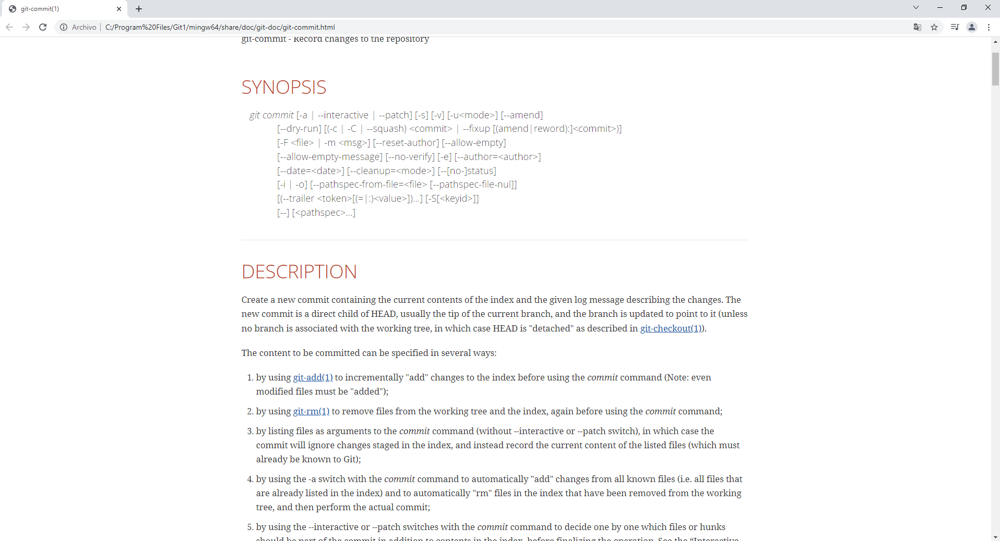 git-commit(1)
Archivo
C:/Program%20Files/Git1/mingw64/share/doc/git-doc/git-commit.html
git-commit - Record changes to the repository
SYNOPSIS
git commit [-a | --interactive | --patch] [-s] [-v] [-u<mode>] [--amend]
[--dry-run] [(-c | -C | --squash) <commit> | --fixup [(amend|reword):]<commit>)]
[-F <file> | -m <msg>] [--reset-author] [--allow-empty]
[--allow-empty-message] [--no-verify] [-e] [--author=<author>]
[--date=<date>] [--cleanup=<mode>] [--[no-]status]
[-i | -o] [--pathspec-from-file=<file> [--pathspec-file-nul]]
[(--trailer <token>[(=|:)<value>])…] [-S[<keyid>]]
[--] [<pathspec>…]
DESCRIPTION
Create a new commit containing the current contents of the index and the given log message describing the changes. The
new commit is a direct child of HEAD, usually the tip of the current branch, and the branch is updated to point to it (unless
no branch is associated with the working tree, in which case HEAD is "detached" as described in git-checkout(1)).
The content to be committed can be specified in several ways:
1. by using git-add(1) to incrementally "add" changes to the index before using the commit command (Note: even
modified files must be "added");
2. by using git-rm(1) to remove files from the working tree and the index, again before using the commit command;
3. by listing files as arguments to the commit command (without --interactive or --patch switch), in which case the
commit will ignore changes staged in the index, and instead record the current content of the listed files (which must
already be known to Git);
4. by using the -a switch with the commit command to automatically "add" changes from all known files (i.e. all files that
are already listed in the index) and to automatically "rm" files in the index that have been removed from the working
tree, and then perform the actual commit;
5. by using the --interactive or --patch switches with the commit command to decide one by one which files or hunks
should be part of the commit in addition to contents in the index, before finalizing the operation. See the “Interactive